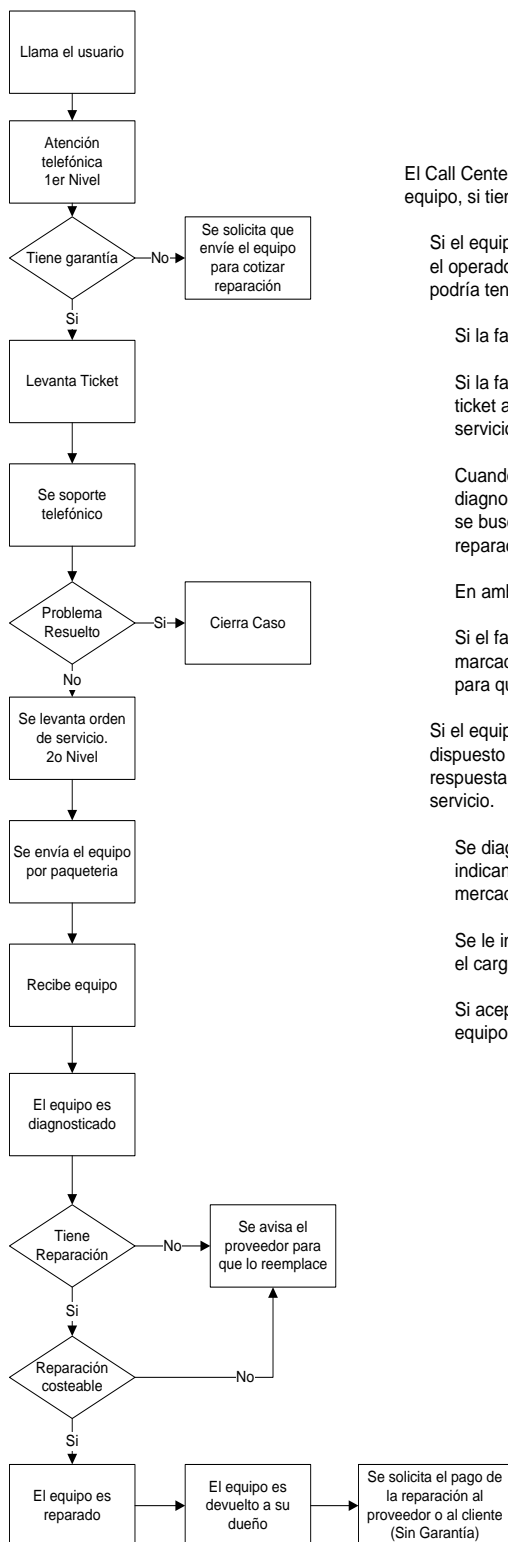 Llama el usuario
Atención
telefónica
1er Nivel
Tiene garantía
No
Se solicita que
envíe el equipo
para cotizar
reparación
Si
Levanta Ticket
Se soporte
telefónico
Problema
Resuelto
Si
Cierra Caso
No
Se levanta orden
de servicio.
2o Nivel
Se envía el equipo
por paqueteria
Recibe equipo
El equipo es
diagnosticado
Tiene
Reparación
No
Se avisa el
proveedor para
que lo reemplace
Si
Reparación
costeable
No
Si
El equipo es
reparado
El equipo es
devuelto a su
dueño
Se solicita el pago de
la reparación al
proveedor o al cliente
(Sin Garantía)
El Call Cente
equipo, si tien
Si el equip
el operado
podría ten
Si la fa
Si la fa
ticket a
servicio
Cuando
diagno
se bus
reparac
En amb
Si el fa
marcad
para qu
Si el equip
dispuesto
respuesta
servicio.
Se diag
indican
mercad
Se le in
el carg
Si acep
equipo